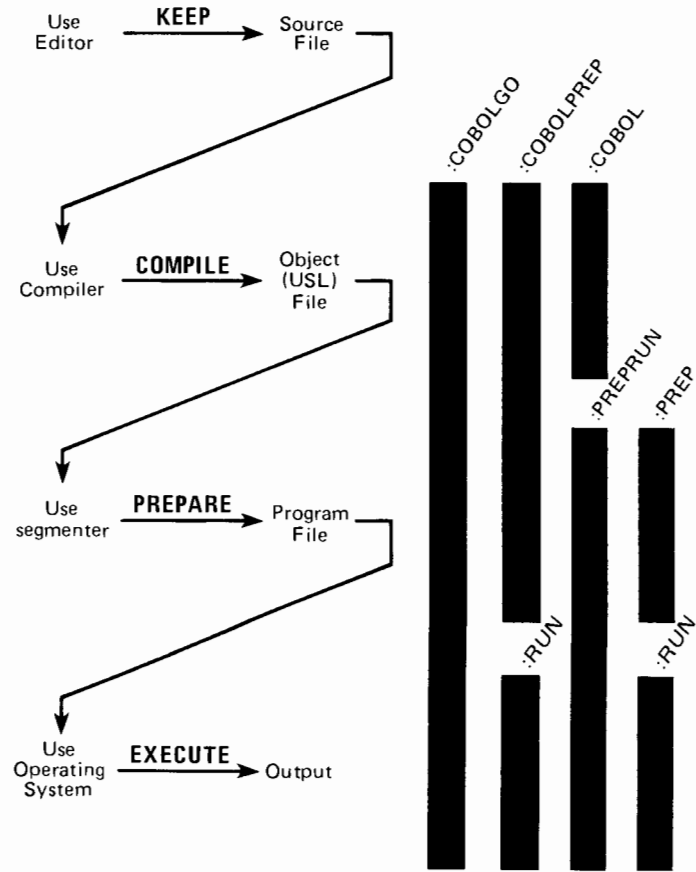 Use
Editor
KEEP
Source
File
:COBOLGO
:COBOLPREP
:COBOL
Use
Compiler
COMPILE
Object
(USL)
File
:PREPRUN
:PREP
Use
segmenter
PREPARE
Program
File
:RUN
:RUN
Use
Operating
System
EXECUTE
Output